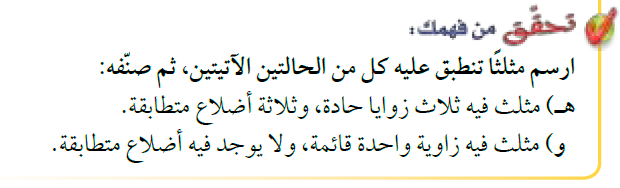 تحقّق من فهمك:
ارسم مثلثًا تنطبق عليه كل من الحالتين الآتيتين، ثم صنّفه:
هـ) مثلث فيه ثلاث زوايا حادة، وثلاثة أضلاع متطابقة.
و) مثلث فيه زاوية واحدة قائمة، ولا يوجد فيه أضلاع متطابقة.